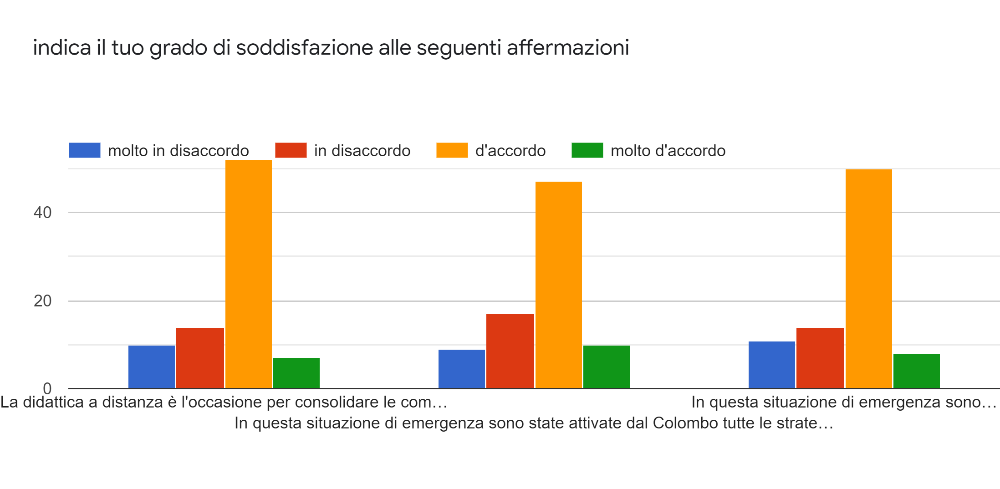 indica il tuo grado di soddisfazione alle seguenti affermazioni
molto in disaccordo in disaccordo d'accordo molto d'accordo
40
20
0
La didattica a distanza è l'occasione per consolidare le com…
In questa situazione di emergenza sono…
In questa situazione di emergenza sono state attivate dal Colombo tutte le strate…